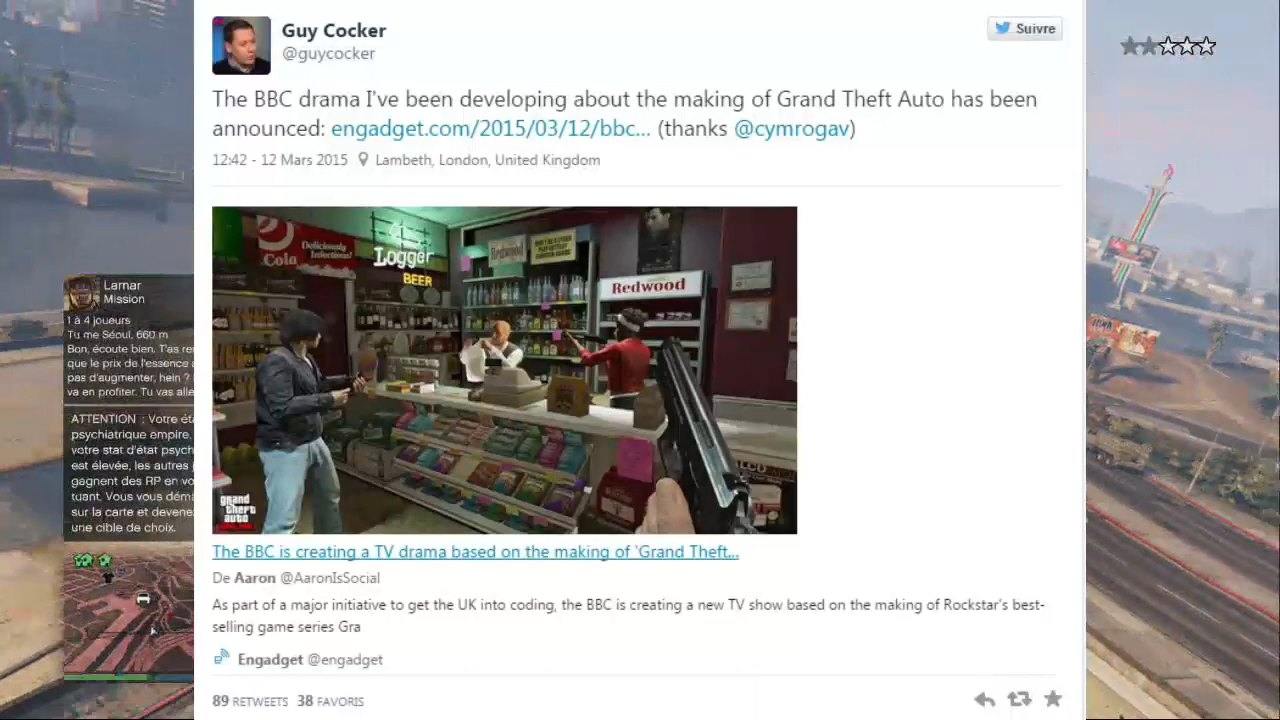 Guy Cocker
@guycocker
Suivre
The BBC drama I've been developing about the making of Grand Theft Auto has been
announced: engadget.com/2015/03/12/bbc... (thanks @cymrogav)
12:42 - 12 Mars 2015 Lambeth, London, United Kingdom
Cola
Deliciously
Infectious!
Logger
BEER
Redwood
Redwood
grand
theft
auto
ONLINE
The BBC is creating a TV drama based on the making of 'Grand Theft...
De Aaron @AaronIsSocial
As part of a major initiative to get the UK into coding, the BBC is creating a new TV show based on the making of Rockstar's best-
selling game series Gra
Engadget @engadget
89 RETWEETS 38 FAVORIS
Lamar
Mission
1 à 4 joueurs
Tu me Séoul. 660 m
Bon, écoute bien. T'as
que le prix de l'essence
pas d'augmenter, hein ?
va en profiter. Tu vas
ATTENTION : Votre
psychiatrique empire.
votre stat d'état
est élevée, les autres
gagnent des RP en
tuant. Vous vous
sur la carte et
une cible de choix.